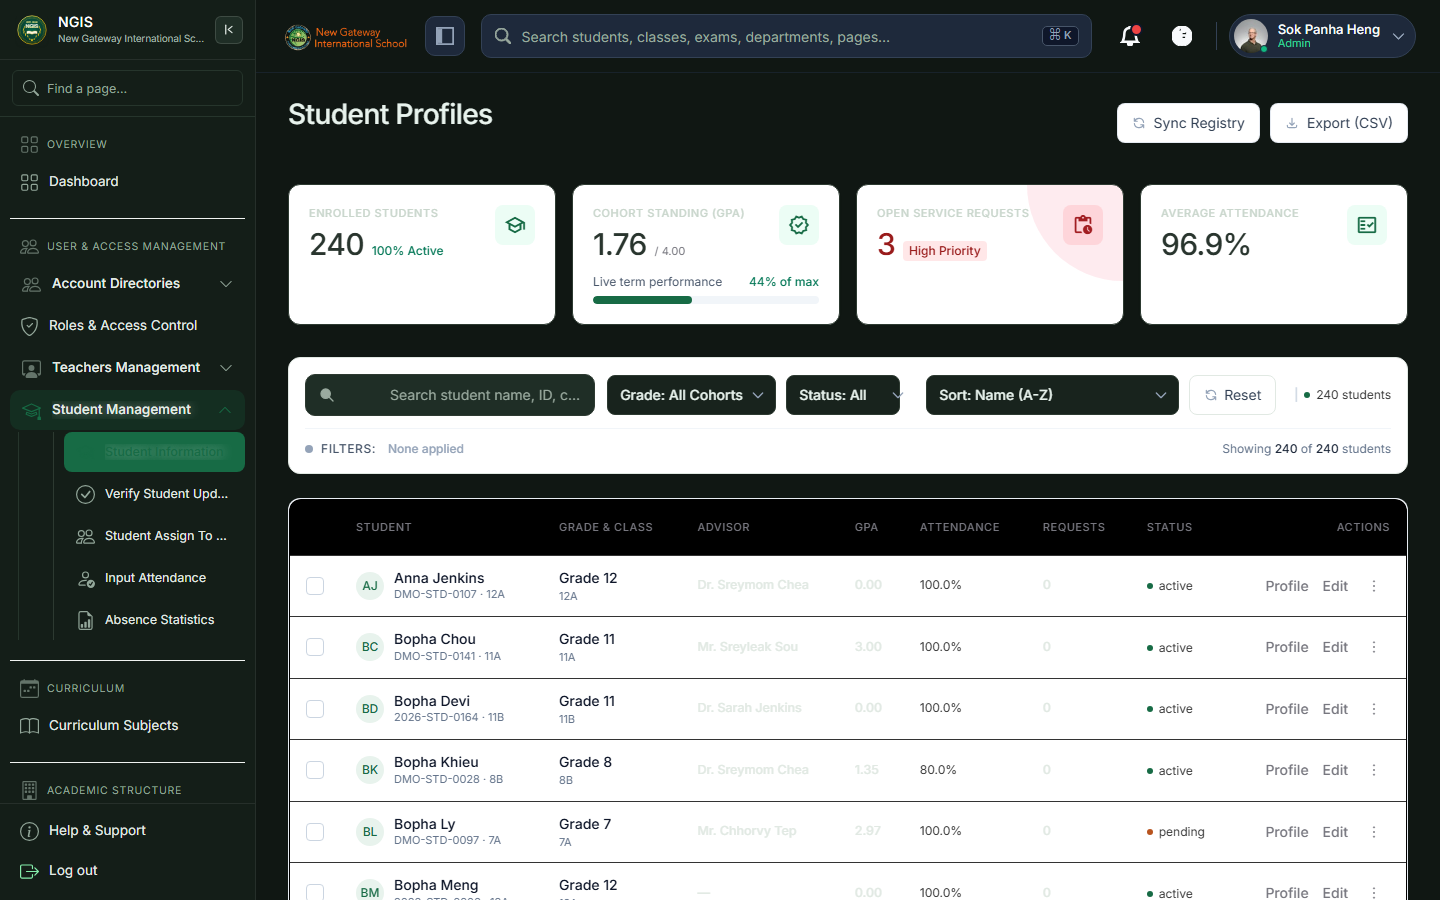 NGIS
New Gateway International Sc...
Find a page...
OVERVIEW
Dashboard
USER & ACCESS MANAGEMENT
Account Directories
Roles & Access Control
Teachers Management
Student Management
Student Information
Verify Student Upd...
Student Assign To ...
Input Attendance
Absence Statistics
CURRICULUM
Curriculum Subjects
ACADEMIC STRUCTURE
Help & Support
Log out
New Gateway
International School
Search students, classes, exams, departments, pages...
⌘ K
Sok Panha Heng
Admin
Student Profiles
Sync Registry
Export (CSV)
ENROLLED STUDENTS
240 100% Active
COHORT STANDING (GPA)
1.76 / 4.00
Live term performance 44% of max
OPEN SERVICE REQUESTS
3 High Priority
AVERAGE ATTENDANCE
96.9%
Search student name, ID, c...
Grade: All Cohorts
Status: All
Sort: Name (A-Z)
Reset
240 students
FILTERS: None applied
Showing 240 of 240 students
STUDENT GRADE & CLASS ADVISOR GPA ATTENDANCE REQUESTS STATUS ACTIONS
AJ Anna Jenkins Grade 12 Dr. Sreymom Chea 0.00 100.0% 0 active Profile Edit
DMO-STD-0107 · 12A 12A
BC Bopha Chou Grade 11 Mr. Sreyleak Sou 3.00 100.0% 0 active Profile Edit
DMO-STD-0141 · 11A 11A
BD Bopha Devi Grade 11 Dr. Sarah Jenkins 0.00 100.0% 0 active Profile Edit
2026-STD-0164 · 11B 11B
BK Bopha Khieu Grade 8 Dr. Sreymom Chea 1.35 80.0% 0 active Profile Edit
DMO-STD-0028 · 8B 8B
BL Bopha Ly Grade 7 Mr. Chhorvy Tep 2.97 100.0% 0 pending Profile Edit
DMO-STD-0097 · 7A 7A
BM Bopha Meng Grade 12 — 0.00 100.0% 0 active Profile Edit